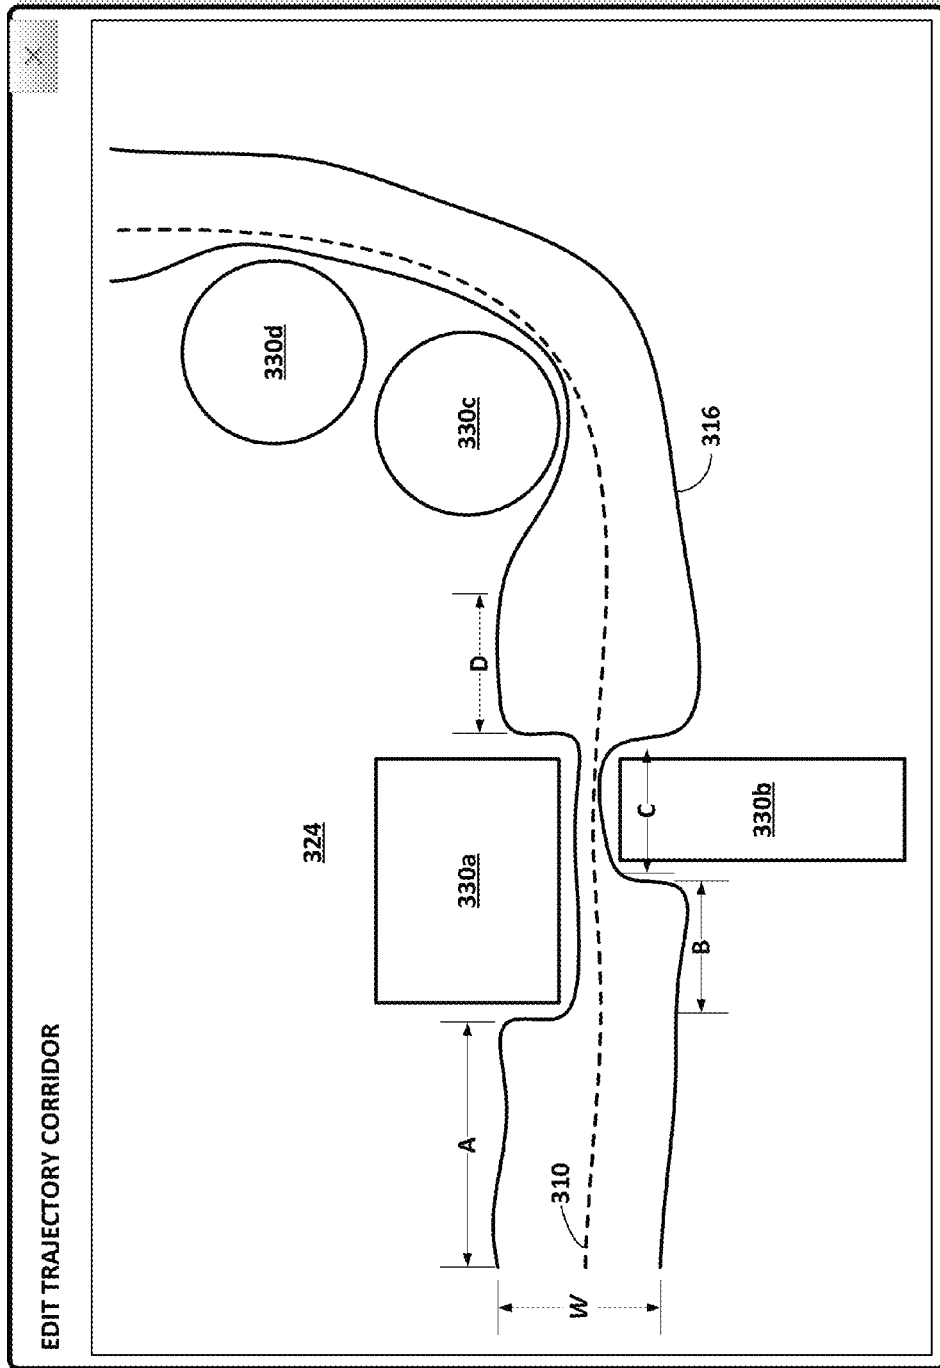 EDIT TRAJECTORY CORRIDOR
X
324
330a
330b
330c
330d
A
B
C
D
W
310
316